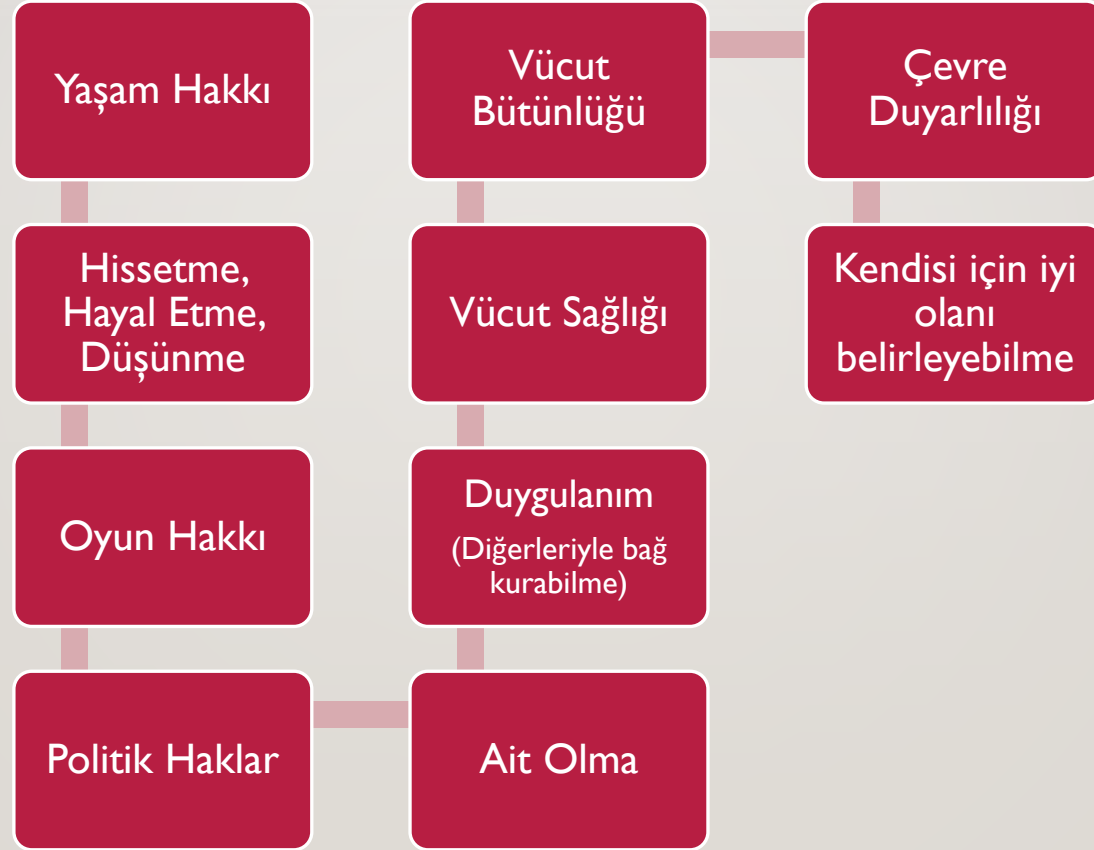 Yaşam Hakkı
Hissetme,
Hayal Etme,
Düşünme
Oyun Hakkı
Politik Haklar
Ait Olma
Duygulanım
(Diğerleriyle bağ
kurabilme)
Vücut Sağlığı
Vücut
Bütünlüğü
Çevre
Duyarlılığı
Kendisi için iyi
olanı
belirleyebilme